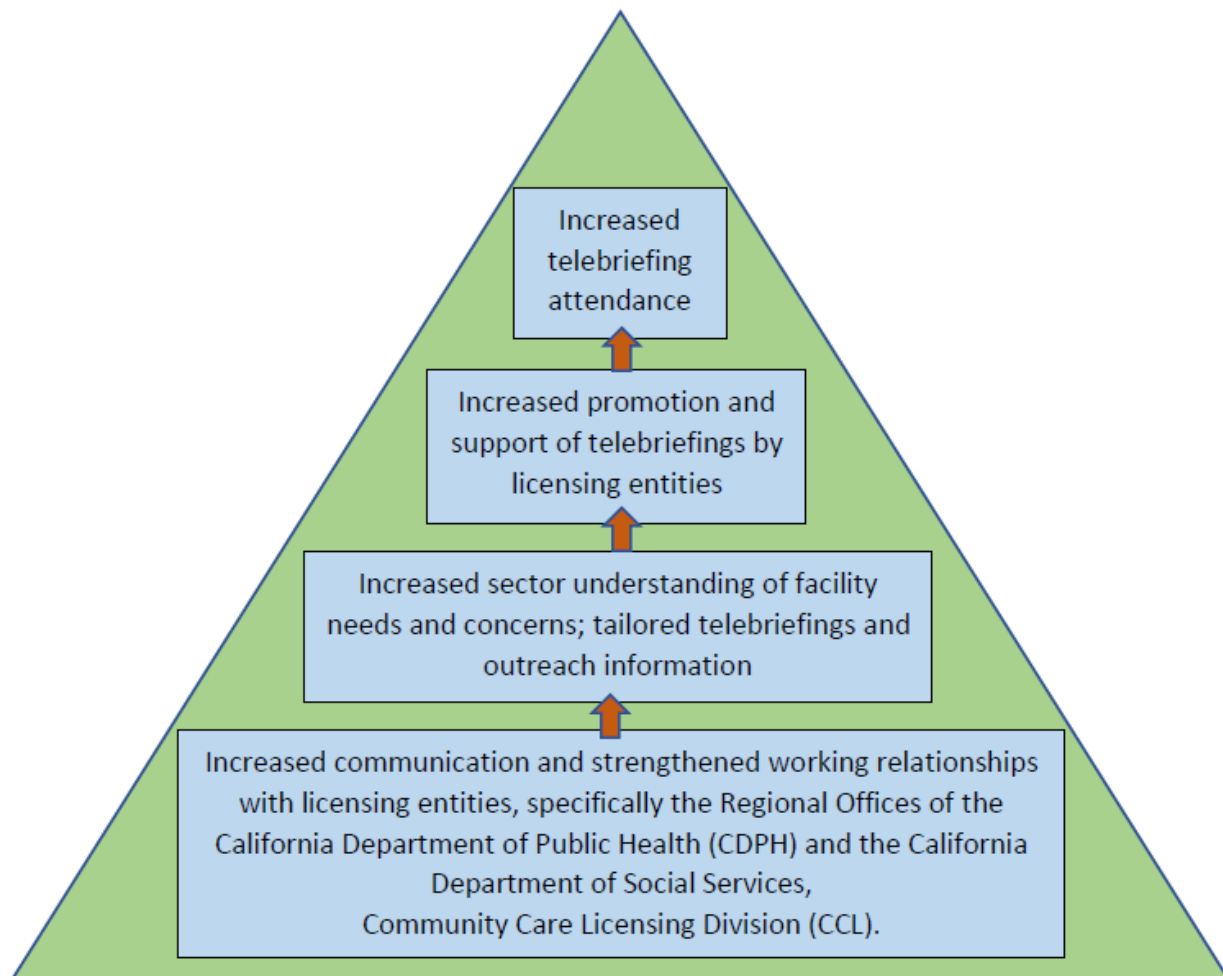 Increased
telebriefing
attendance
Increased promotion and
support of telebriefings by
licensing entities
Increased sector understanding of facility
needs and concerns; tailored telebriefings and
outreach information
Increased communication and strengthened working relationships
with licensing entities, specifically the Regional Offices of the
California Department of Public Health (CDPH) and the California
Department of Social Services,
Community Care Licensing Division (CCL).